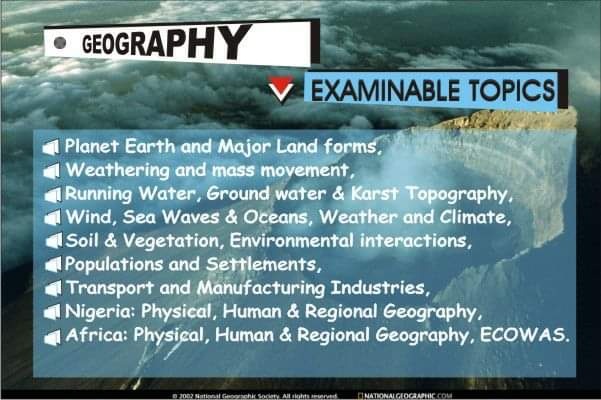 GEOGRAPHY
EXAMINABLE TOPICS
Planet Earth and Major Land forms,
Weathering and mass movement,
Running Water, Ground water & Karst Topography,
Wind, Sea Waves & Oceans, Weather and Climate,
Soil & Vegetation, Environmental interactions,
Populations and Settlements,
Transport and Manufacturing Industries,
Nigeria: Physical, Human & Regional Geography,
Africa: Physical, Human & Regional Geography, ECOWAS.
© 2002 National Geographic Society. All rights reserved. NATIONALGEOGRAPHIC.COM